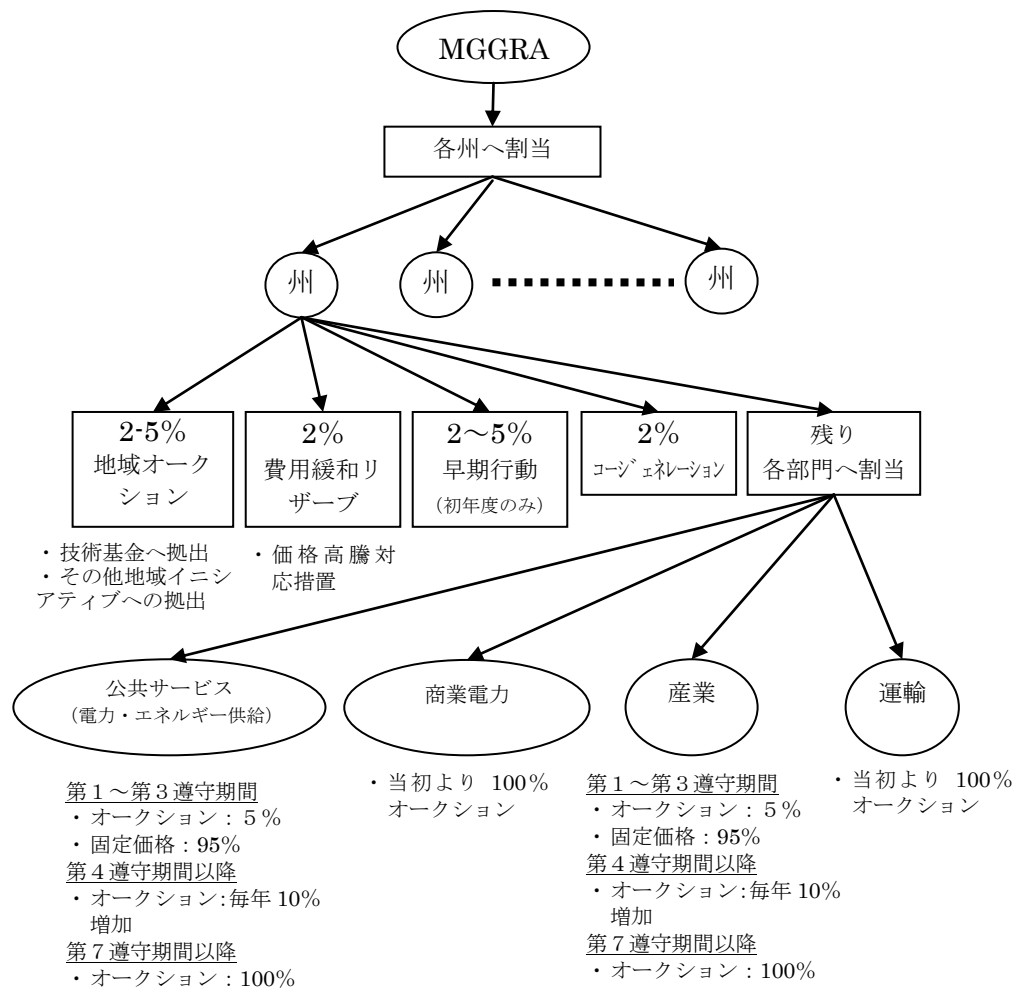 MGGRA
各州へ割当
州
州
州
2-5%
地域オーク
ション
2%
費用緩和リ
ザーブ
2～5%
早期行動
(初年度のみ)
2%
コージェネレーション
残り
各部門へ割当
・技術基金へ拠出
・その他地域イニシ
アティブへの拠出
・価格高騰対
応措置
公共サービス
(電力・エネルギー供給)
商業電力
産業
運輸
第１～第３遵守期間
・オークション：５%
・固定価格：95%
第４遵守期間以降
・オークション:毎年 10%
増加
第７遵守期間以降
・オークション：100%
・当初より 100%
オークション
第１～第３遵守期間
・オークション：５%
・固定価格：95%
第４遵守期間以降
・オークション:毎年 10%
増加
第７遵守期間以降
・オークション：100%
・当初より 100%
オークション